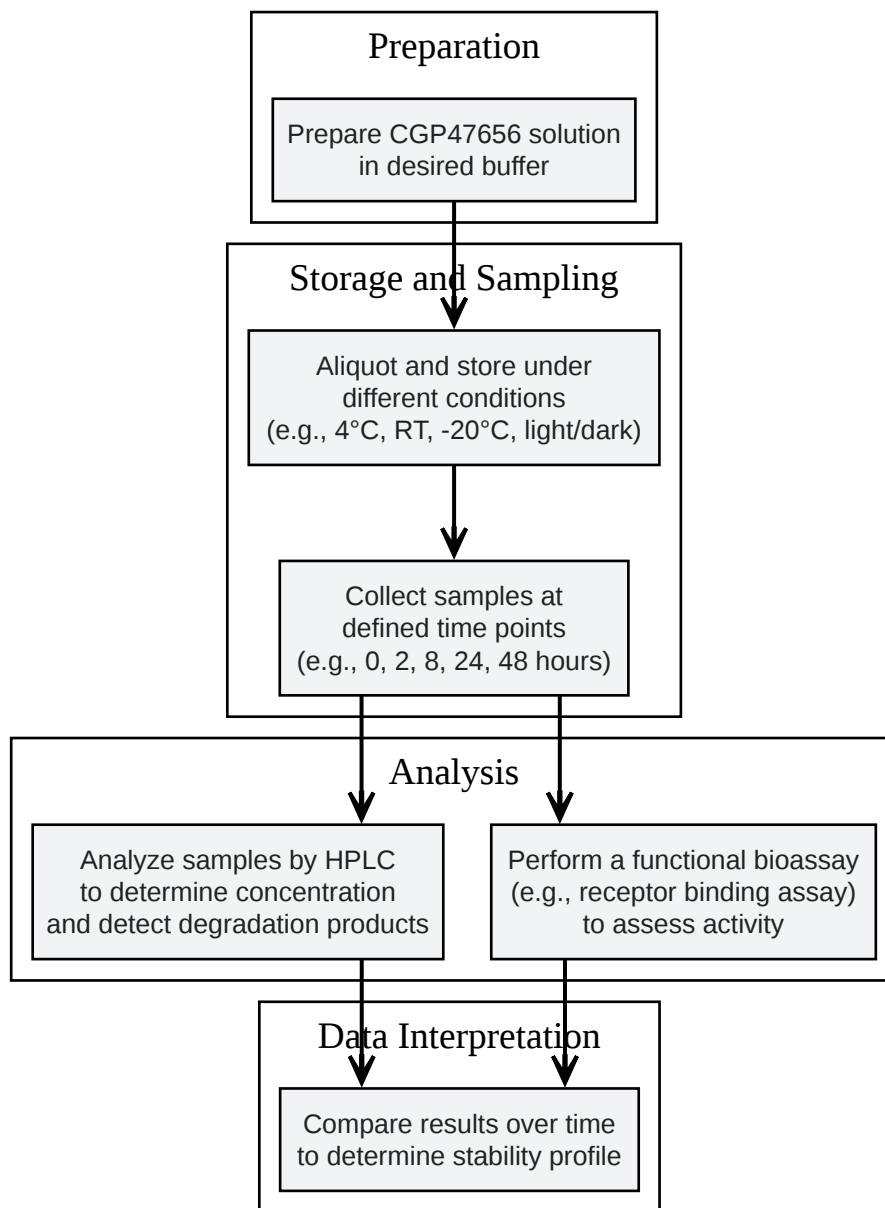 Preparation
Prepare CGP47656 solution
in desired buffer
Storage and Sampling
Aliquot and store under
different conditions
(e.g., 4°C, RT, -20°C, light/dark)
Collect samples at
defined time points
(e.g., 0, 2, 8, 24, 48 hours)
Analysis
Analyze samples by HPLC
to determine concentration
and detect degradation products
Perform a functional bioassay
(e.g., receptor binding assay)
to assess activity
Data Interpretation
Compare results over time
to determine stability profile